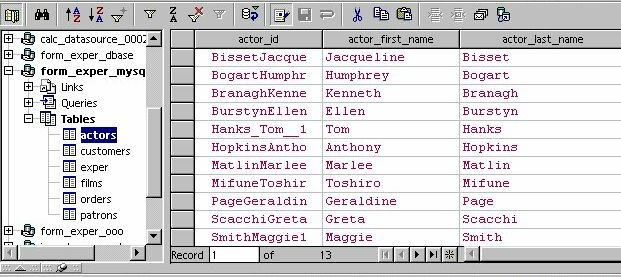 calc_datasource_0002
form_exper_dbase
form_exper_mysq
Links
Queries
Tables
actors
customers
exper
films
orders
patrons
form_exper_ooo
actor_id actor_first_name actor_last_name
BissetJacque Jacqueline Bisset
BogartHumphr Humphrey Bogart
BranaghKenne Kenneth Branagh
BurstynEllen Ellen Burstyn
Hanks_Tom__1 Tom Hanks
HopkinsAntho Anthony Hopkins
MatlinMarlee Marlee Matlin
MifuneToshir Toshiro Mifune
PageGeraldin Geraldine Page
ScacchiGreta Greta Scacchi
SmithMaggie1 Maggie Smith
Record 1 of 13